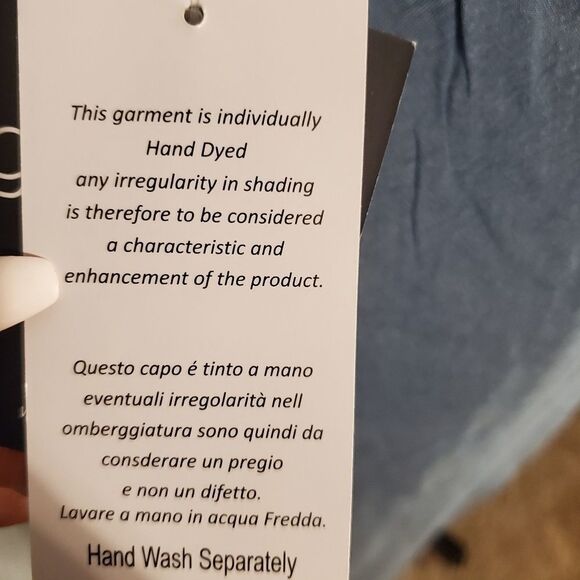 This garment is individually
Hand Dyed
any irregularity in shading
is therefore to be considered
a characteristic and
enhancement of the product.
Questo capo é tinto a mano
eventuali irregolarità nell
omberggiatura sono quindi da
consderare un pregio
e non un difetto.
Lavare a mano in acqua Fredda.
Hand Wash Separately